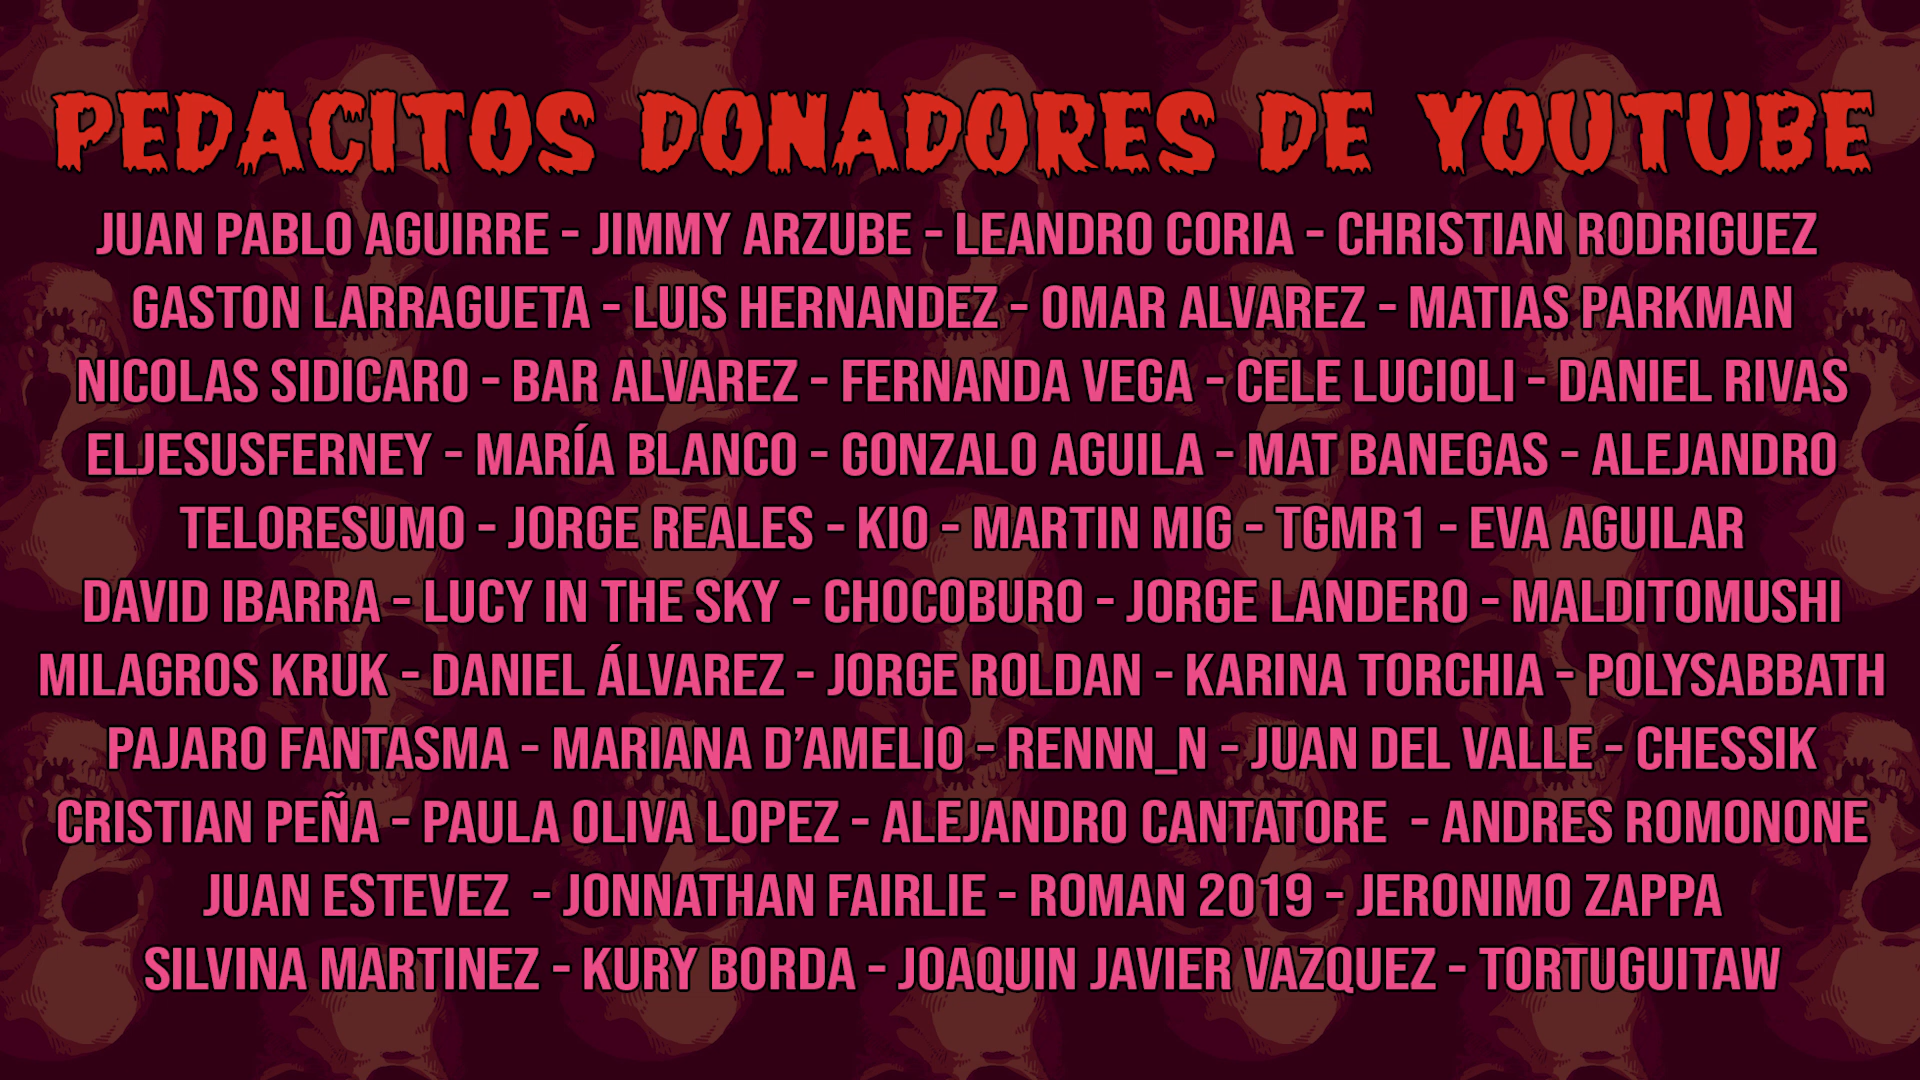 PEDACITOS DONADORES DE YOUTUBE
JUAN PABLO AGUIRRE - JIMMY ARZUBE - LEANDRO CORIA - CHRISTIAN RODRIGUEZ
GASTON LARRAGUETA - LUIS HERNANDEZ - OMAR ALVAREZ - MATIAS PARKMAN
NICOLAS SIDICARO - BAR ALVAREZ - FERNANDA VEGA - CELE LUCIOLI - DANIEL RIVAS
ELJESUSFERNEY - MARÍA BLANCO - GONZALO AGUILA - MAT BANEGAS - ALEJANDRO
TELORESUMO - JORGE REALES - KIO - MARTIN MIG - TGMR1 - EVA AGUILAR
DAVID IBARRA - LUCY IN THE SKY - CHOCOBURO - JORGE LANDERO - MALDITOMUSHI
MILAGROS KRUK - DANIEL ÁLVAREZ - JORGE ROLDAN - KARINA TORCHIA - POLYSABBATH
PAJARO FANTASMA - MARIANA D’AMELIO - RENNN_N - JUAN DEL VALLE - CHESSIK
CRISTIAN PEÑA - PAULA OLIVA LOPEZ - ALEJANDRO CANTATORE - ANDRES ROMONONE
JUAN ESTEVEZ - JONNATHAN FAIRLIE - ROMAN 2019 - JERONIMO ZAPPA
SILVINA MARTINEZ - KURY BORDA - JOAQUIN JAVIER VAZQUEZ - TORTUGUITAW